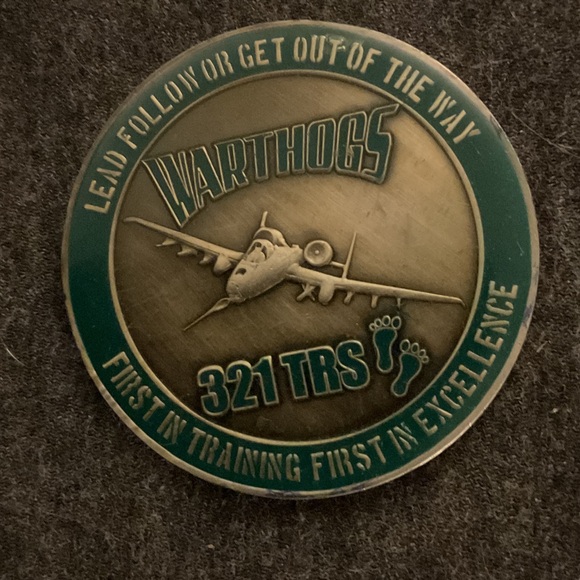 LEAD FOLLOW OR GET OUT OF THE WAY
WARTHOGS
321 TRS
FIRST IN TRAINING FIRST IN EXCELLENCE